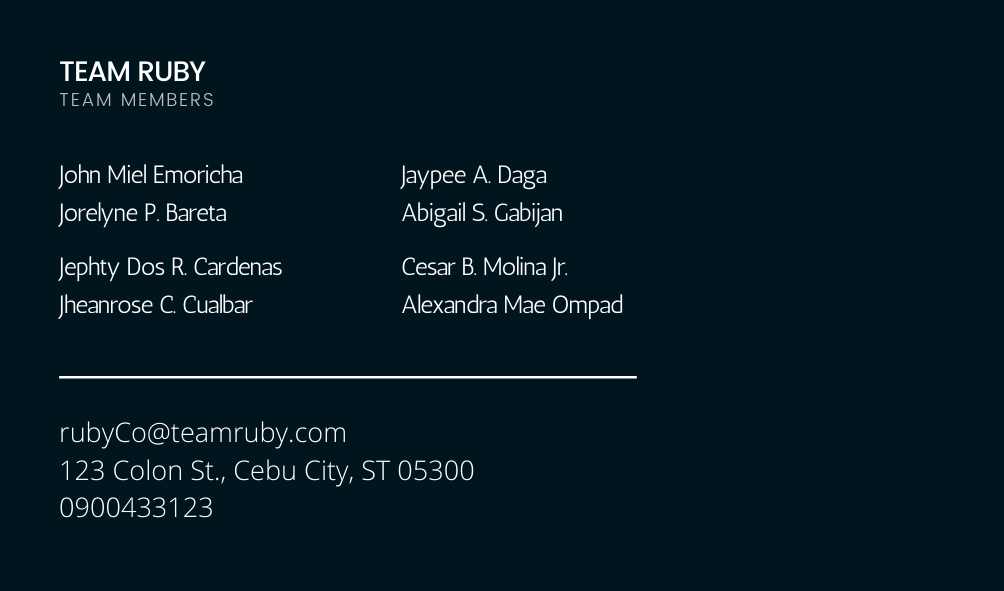 TEAM RUBY
TEAM MEMBERS
John Miel Emoricha
Jorelyne P. Bareta
Jephty Dos R. Cardenas
Jheanrose C. Cualbar
Jaypee A. Daga
Abigail S. Gabijan
Cesar B. Molina Jr.
Alexandra Mae Ompad
rubyCo@teamruby.com
123 Colon St., Cebu City, ST 05300
0900433123